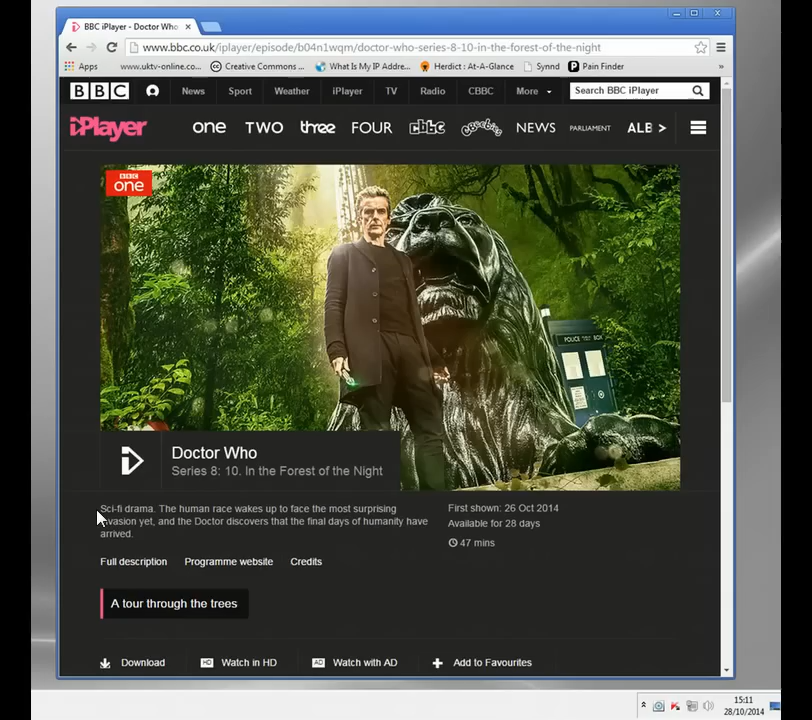 BBC iPlayer - Doctor Who
www.bbc.co.uk/iplayer/episode/b04n1wqm/doctor-who-series-8-10-in-the-forest-of-the-night
Apps www.uktv-online.co... Creative Commons ... What Is My IP Addre... Herdict : At-A-Glance Synnd Pain Finder »
BBC News Sport Weather iPlayer TV Radio CBBC More Search BBC iPlayer
iPlayer one TWO three FOUR cbbc cbeebies NEWS PARLIAMENT ALB >
BBC
one
POLICE BOX
Doctor Who
Series 8: 10. In the Forest of the Night
Sci-fi drama. The human race wakes up to face the most surprising
invasion yet, and the Doctor discovers that the final days of humanity have
arrived.
First shown: 26 Oct 2014
Available for 28 days
47 mins
Full description Programme website Credits
A tour through the trees
Download HD Watch in HD AD Watch with AD Add to Favourites
15:11
28/10/2014